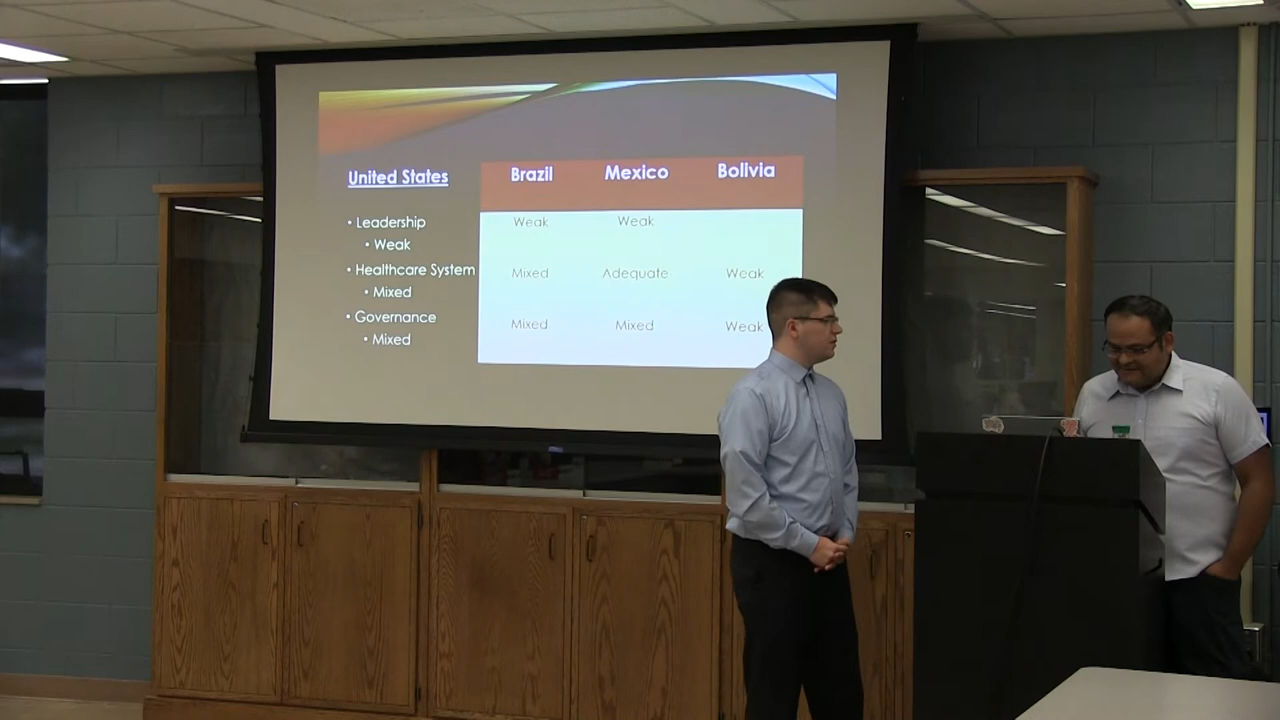 United States
• Leadership
• Weak
• Healthcare System
• Mixed
• Governance
• Mixed
Brazil Mexico Bolivia
Weak Weak
Mixed Adequate Weak
Mixed Mixed Weak